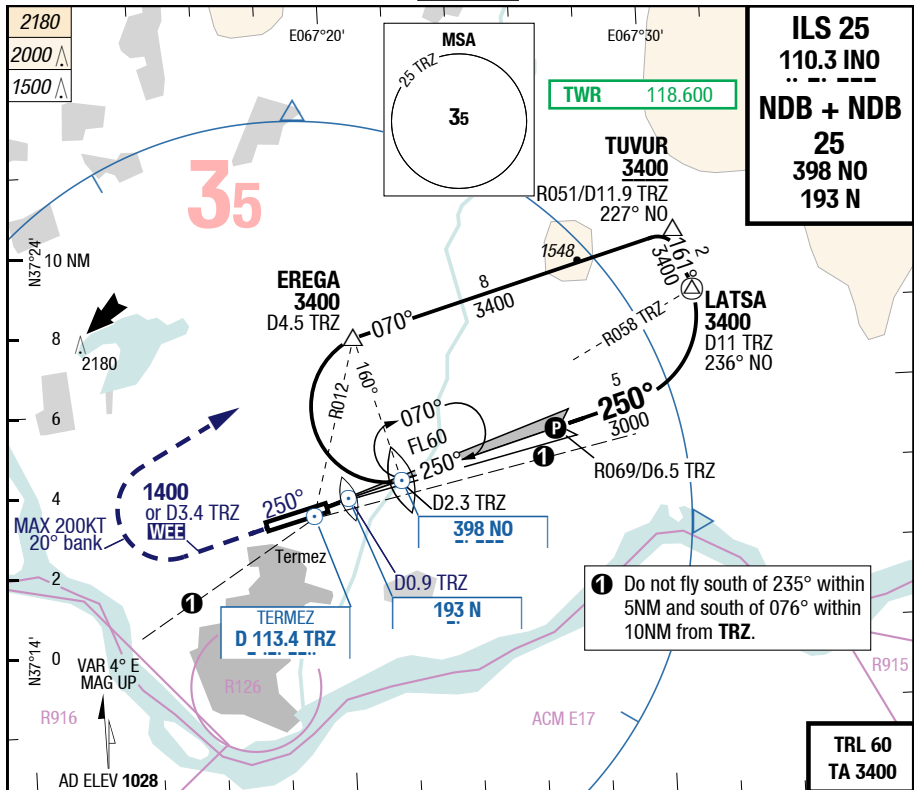 2180
2000
1500
E067°20'
E067°30'
MSA
25 TRZ
35
TWR 118.600
ILS 25
110.3 INO
NDB + NDB
25
398 NO
193 N
35
TUVUR
3400
R051/D11.9 TRZ
227° NO
N37°24'
10 NM
8
6
4
2
0
N37°14'
1548
2
161°
3400
EREGA
3400
D4.5 TRZ
070°
8
3400
LATSA
3400
D11 TRZ
236° NO
R058 TRZ
2180
R012
160°
070°
FL60
250°
5
250°
3000
P
1
R069/D6.5 TRZ
1400
or D3.4 TRZ
WEE
MAX 200KT
20° bank
250°
D2.3 TRZ
398 NO
Termez
D0.9 TRZ
193 N
1
TERMEZ
D 113.4 TRZ
1 Do not fly south of 235° within
5NM and south of 076° within
10NM from TRZ.
VAR 4° E
MAG UP
R126
R916
R915
ACM E17
AD ELEV 1028
TRL 60
TA 3400